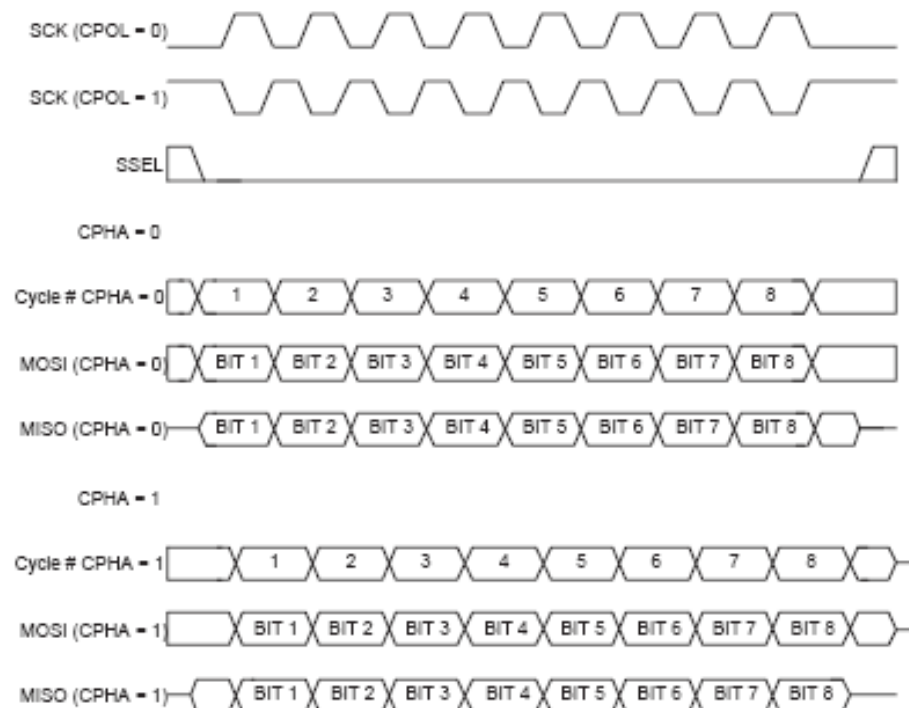 SCK (CPOL = 0)
SCK (CPOL = 1)
SSEL
CPHA = 0
Cycle # CPHA = 0 1 2 3 4 5 6 7 8
MOSI (CPHA = 0) BIT 1 BIT 2 BIT 3 BIT 4 BIT 5 BIT 6 BIT 7 BIT 8
MISO (CPHA = 0) BIT 1 BIT 2 BIT 3 BIT 4 BIT 5 BIT 6 BIT 7 BIT 8
CPHA = 1
Cycle # CPHA = 1 1 2 3 4 5 6 7 8
MOSI (CPHA = 1) BIT 1 BIT 2 BIT 3 BIT 4 BIT 5 BIT 6 BIT 7 BIT 8
MISO (CPHA = 1) BIT 1 BIT 2 BIT 3 BIT 4 BIT 5 BIT 6 BIT 7 BIT 8